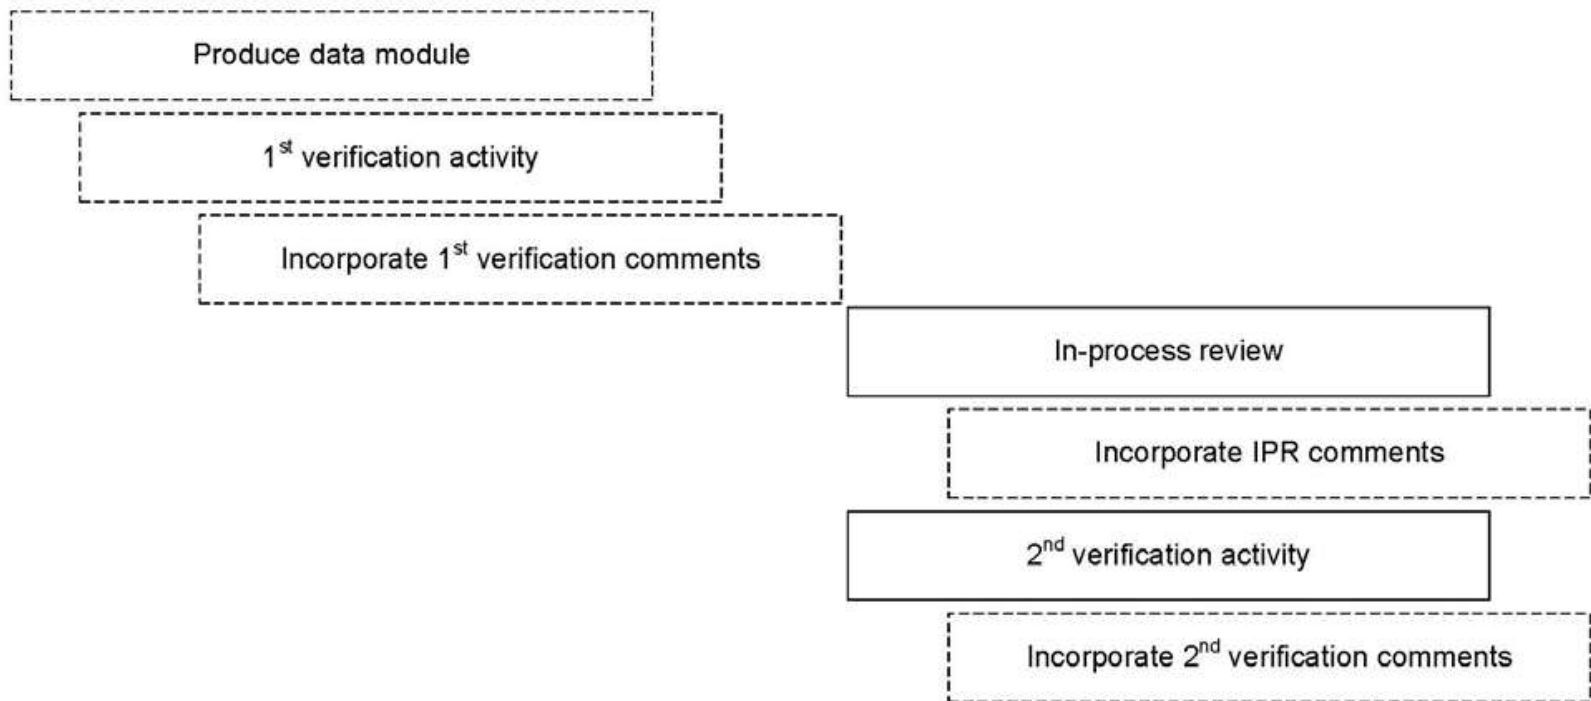 Produce data module
1st verification activity
Incorporate 1st verification comments
In-process review
Incorporate IPR comments
2nd verification activity
Incorporate 2nd verification comments